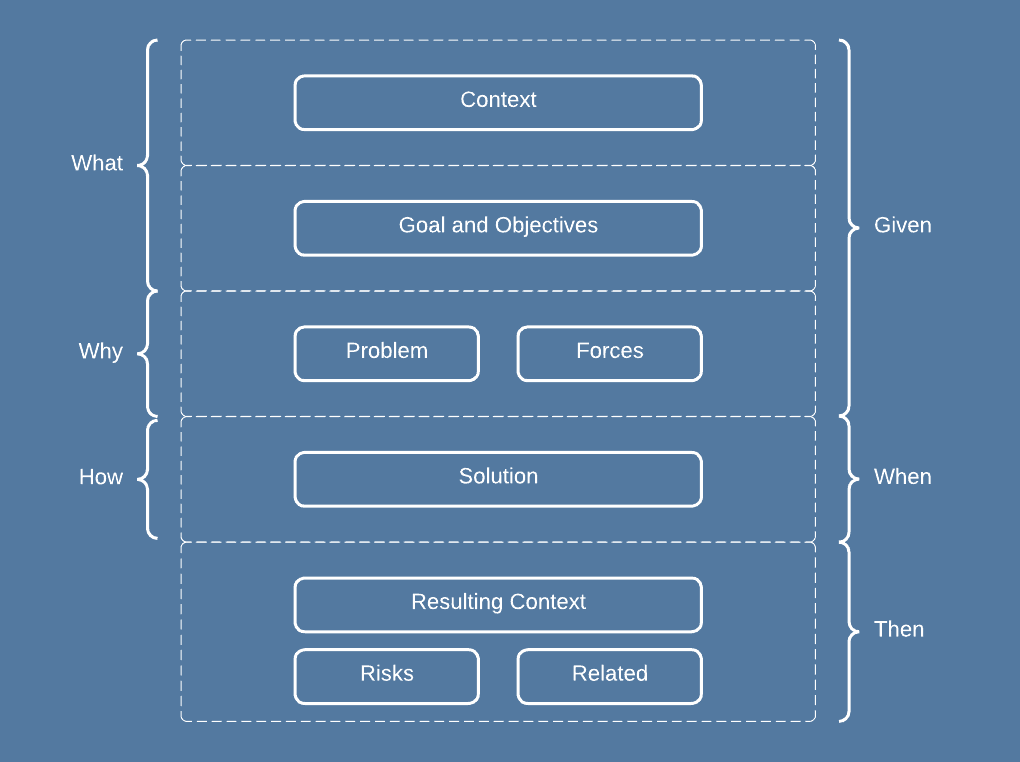 Context
What
Goal and Objectives
Given
Why
Problem
Forces
How
Solution
When
Resulting Context
Then
Risks
Related